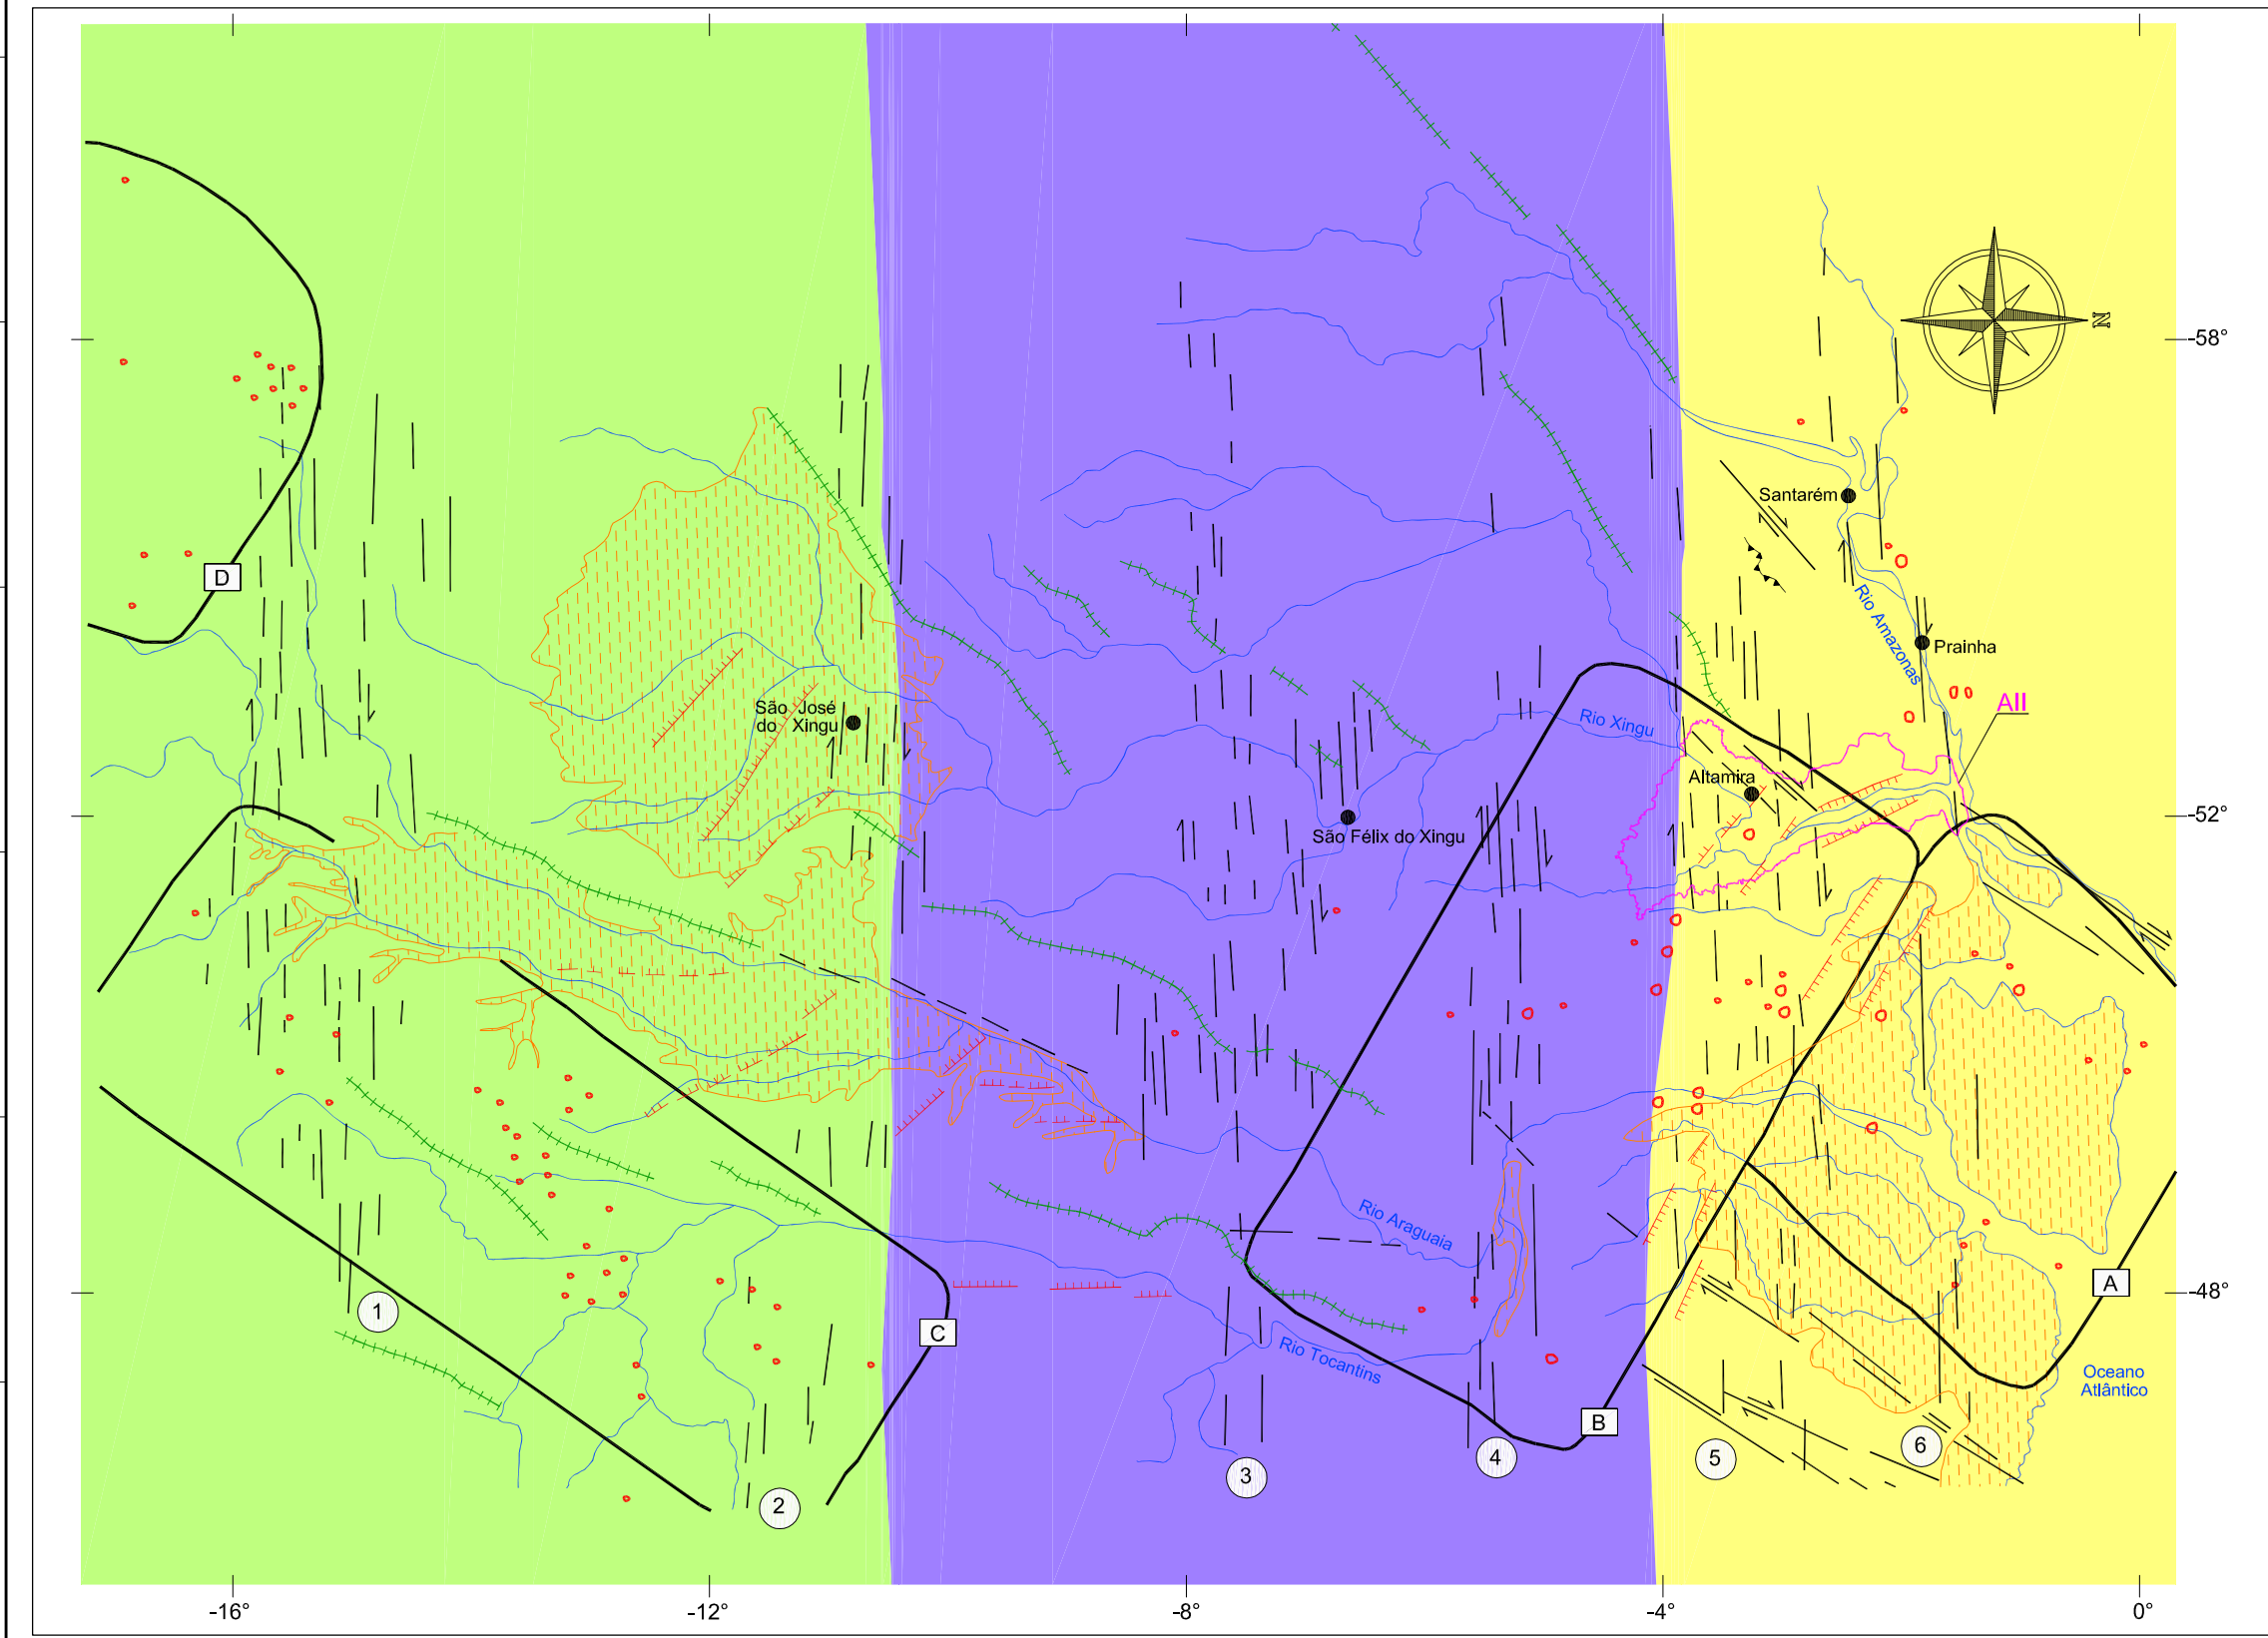 N
-58°
Santarém
Rio Amazonas
Prainha
D
AII
São José
do Xingu
Rio Xingu
Altamira
São Félix do Xingu
-52°
Rio Araguaia
A
-48°
1
C
Rio Tocantins
Oceano
Atlântico
B
6
4
5
3
2
-16°
-12°
-8°
-4°
0°